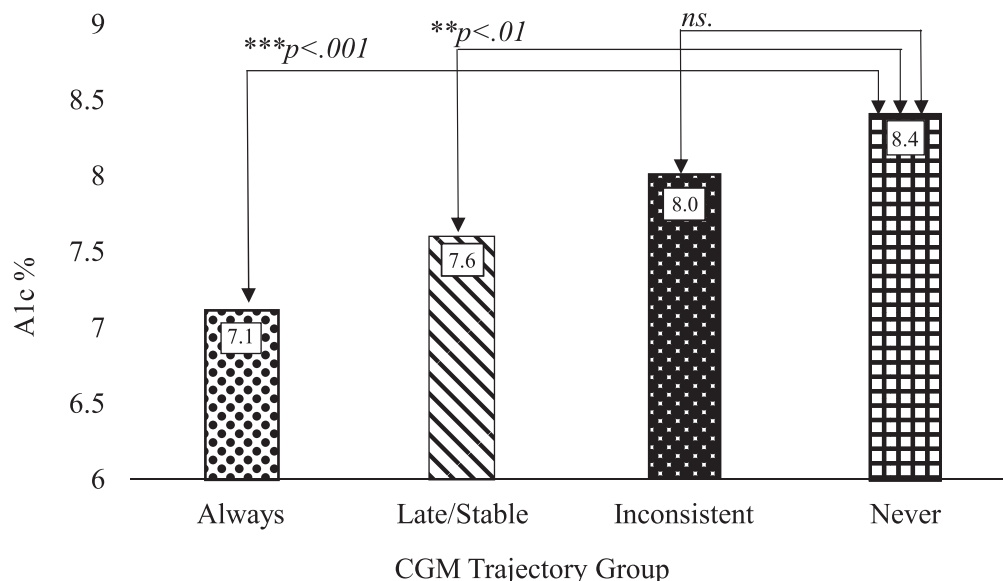 9
8.5
8
7.5
7
6.5
6
A1c %
***p<.001
**p<.01
ns.
7.1
7.6
8.0
8.4
Always Late/Stable Inconsistent Never
CGM Trajectory Group